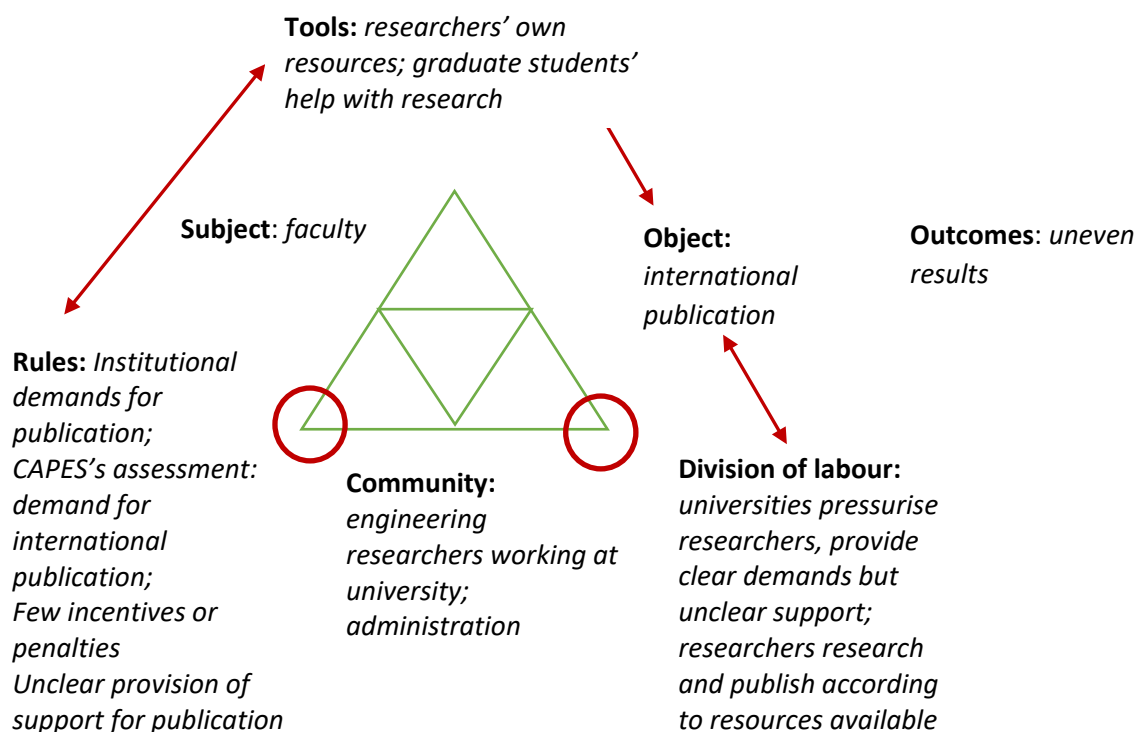 Tools: researchers’ own
resources; graduate students’
help with research
Subject: faculty
Object:
international
publication
Outcomes: uneven
results
Rules: Institutional
demands for
publication;
CAPES’s assessment:
demand for
international
publication;
Few incentives or
penalties
Unclear provision of
support for publication
Community:
engineering
researchers working at
university;
administration
Division of labour:
universities pressurise
researchers, provide
clear demands but
unclear support;
researchers research
and publish according
to resources available